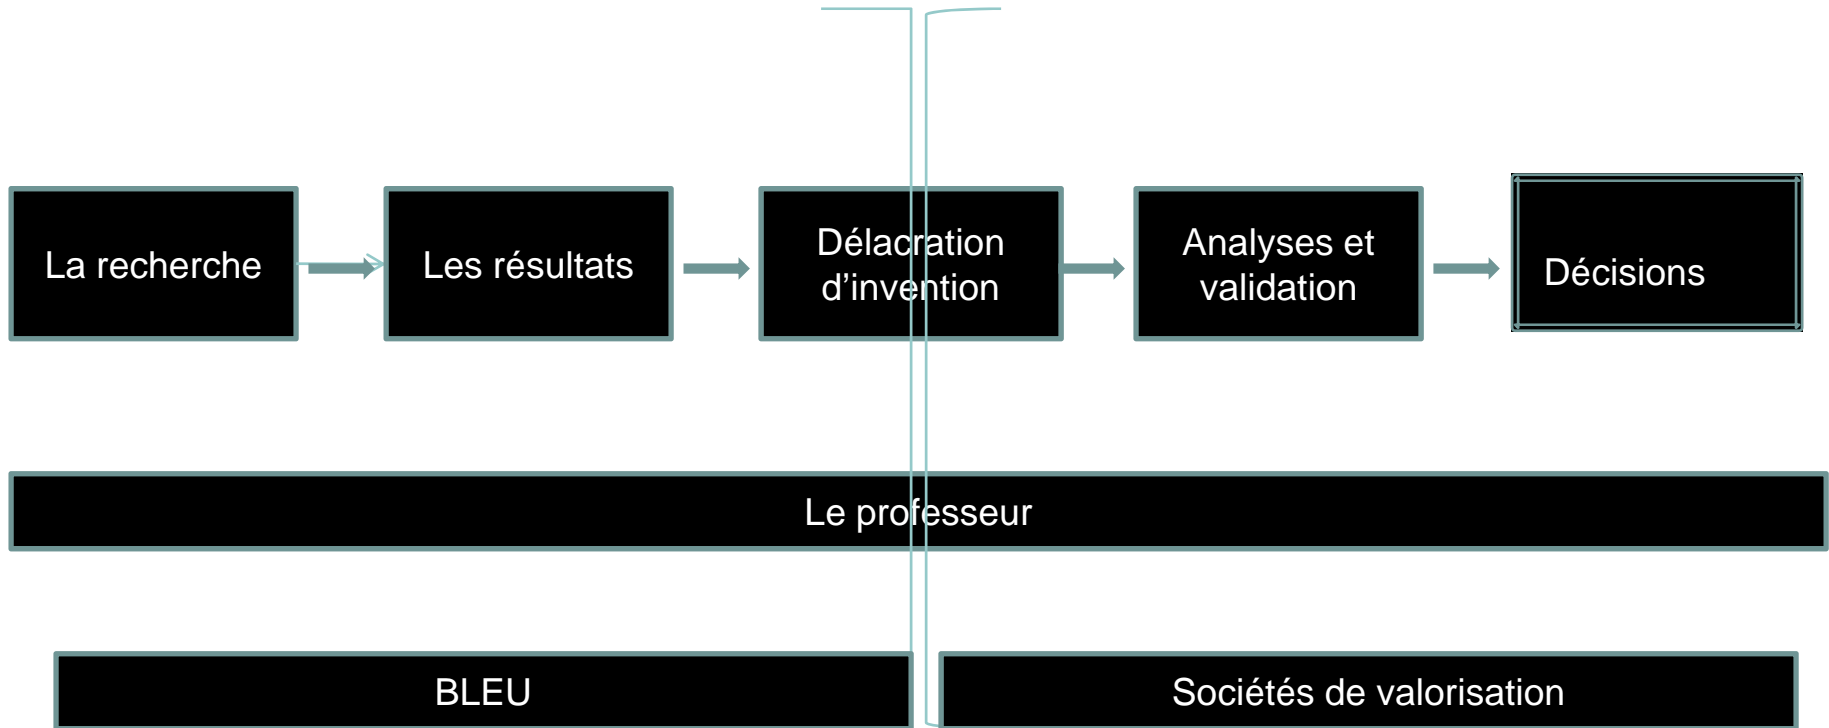 La recherche
Les résultats
Délacration
d’invention
Analyses et
validation
Décisions
Le professeur
BLEU
Sociétés de valorisation